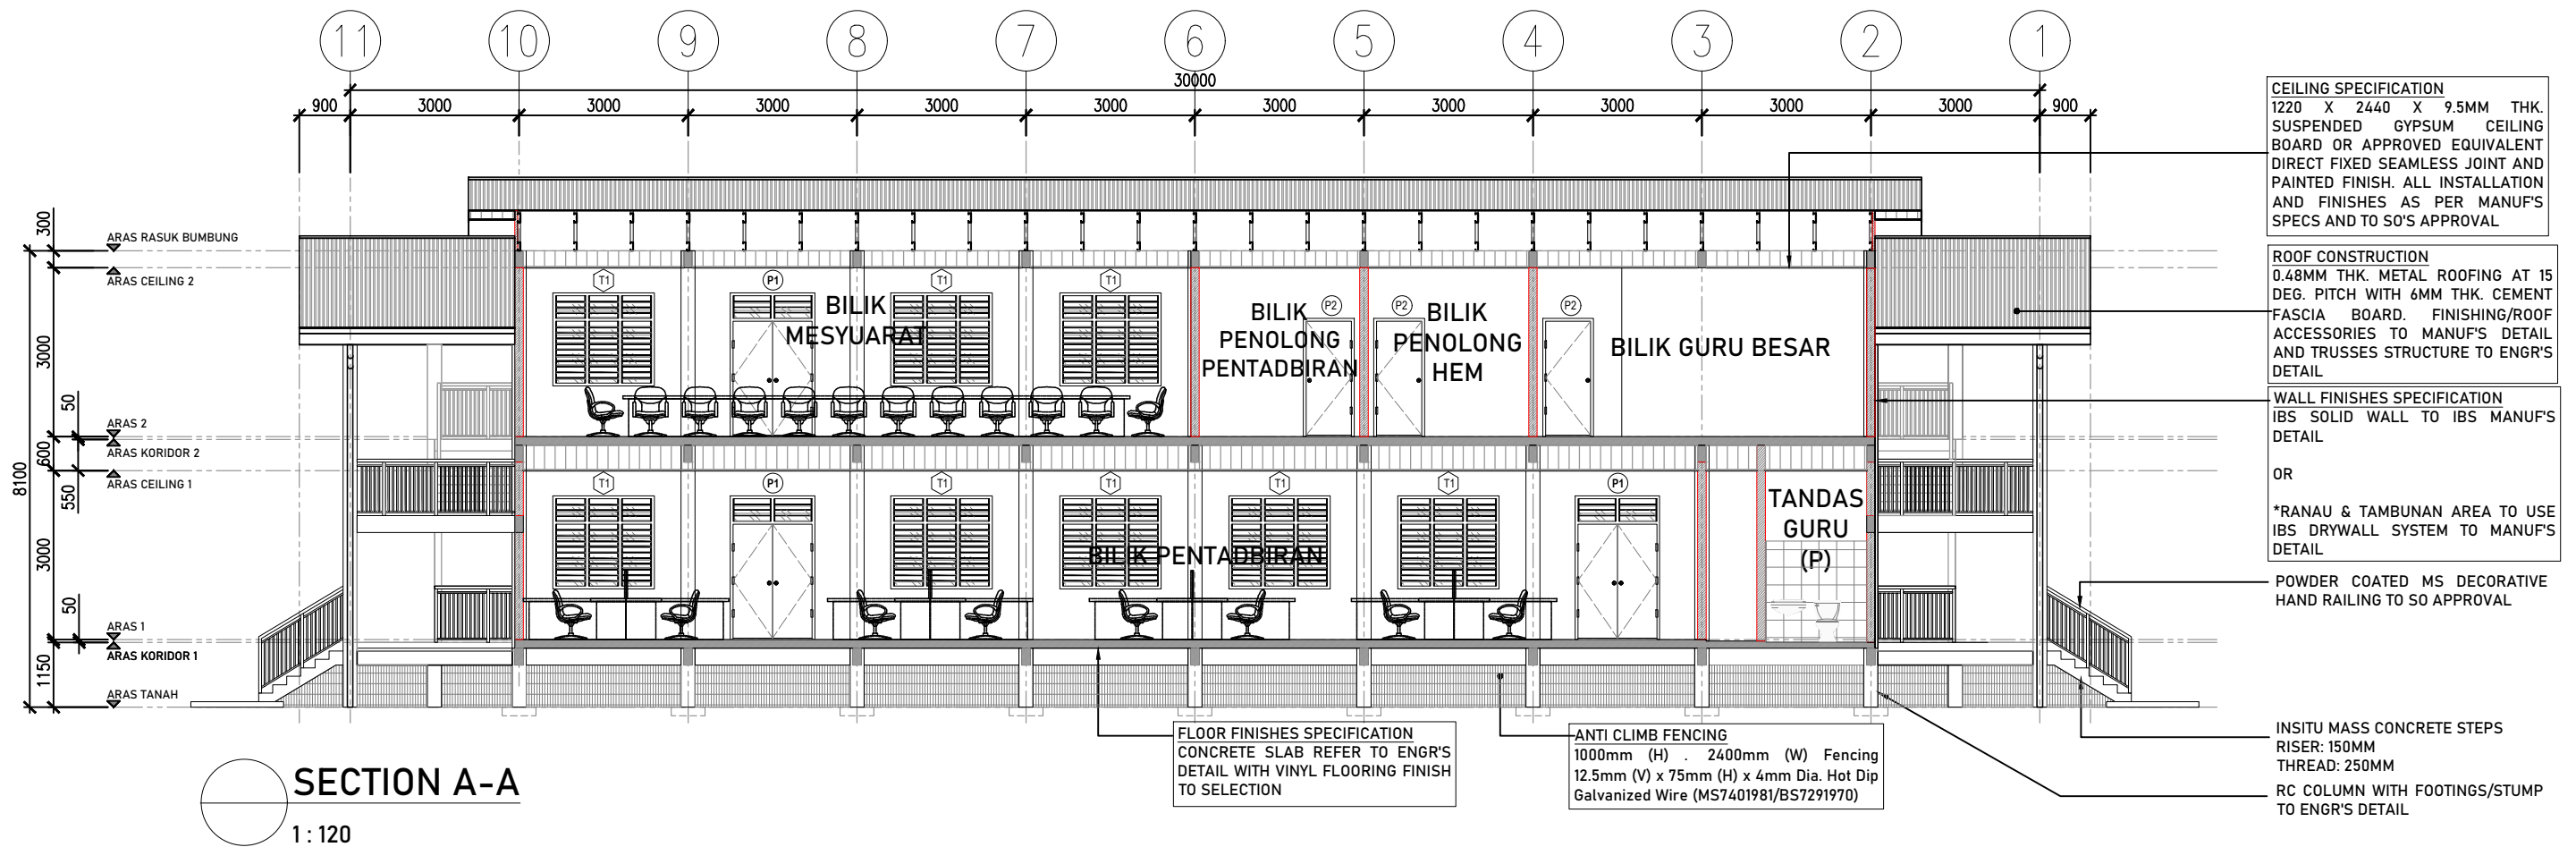 11 10 9 8 7 6 5 4 3 2 1
30000
900 3000 3000 3000 3000 3000 3000 3000 3000 3000 3000 900
300
3000
50
600
550
3000
50
1150
8100
ARAS RASUK BUMBUNG
ARAS CEILING 2
ARAS 2
ARAS KORIDOR 2
ARAS CEILING 1
ARAS 1
ARAS KORIDOR 1
ARAS TANAH
T1 P1 T1 T1 P2 P2 P2
BILIK
MESYUARAT
BILIK
PENOLONG
PENTADBIRAN
BILIK
PENOLONG
HEM
BILIK GURU BESAR
T1 P1 T1 T1 T1 T1 P1
BILIK PENTADBIRAN
TANDAS
GURU
(P)
CEILING SPECIFICATION
1220 X 2440 X 9.5MM THK.
SUSPENDED GYPSUM CEILING
BOARD OR APPROVED EQUIVALENT
DIRECT FIXED SEAMLESS JOINT AND
PAINTED FINISH. ALL INSTALLATION
AND FINISHES AS PER MANUF'S
SPECS AND TO SO'S APPROVAL
ROOF CONSTRUCTION
0.48MM THK. METAL ROOFING AT 15
DEG. PITCH WITH 6MM THK. CEMENT
FASCIA BOARD. FINISHING/ROOF
ACCESSORIES TO MANUF'S DETAIL
AND TRUSSES STRUCTURE TO ENGR'S
DETAIL
WALL FINISHES SPECIFICATION
IBS SOLID WALL TO IBS MANUF'S
DETAIL
OR
*RANAU & TAMBUNAN AREA TO USE
IBS DRYWALL SYSTEM TO MANUF'S
DETAIL
POWDER COATED MS DECORATIVE
HAND RAILING TO SO APPROVAL
INSITU MASS CONCRETE STEPS
RISER: 150MM
THREAD: 250MM
RC COLUMN WITH FOOTINGS/STUMP
TO ENGR'S DETAIL
FLOOR FINISHES SPECIFICATION
CONCRETE SLAB REFER TO ENGR'S
DETAIL WITH VINYL FLOORING FINISH
TO SELECTION
ANTI CLIMB FENCING
1000mm (H) . 2400mm (W) Fencing
12.5mm (V) x 75mm (H) x 4mm Dia. Hot Dip
Galvanized Wire (MS7401981/BS7291970)
SECTION A-A
1 : 120